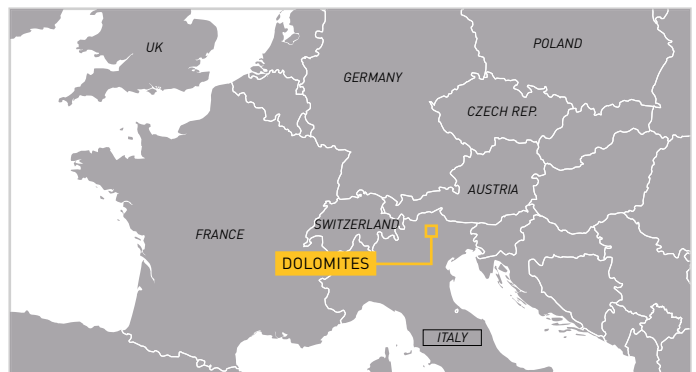 UK
POLAND
GERMANY
CZECH REP.
AUSTRIA
SWITZERLAND
FRANCE
DOLOMITES
ITALY